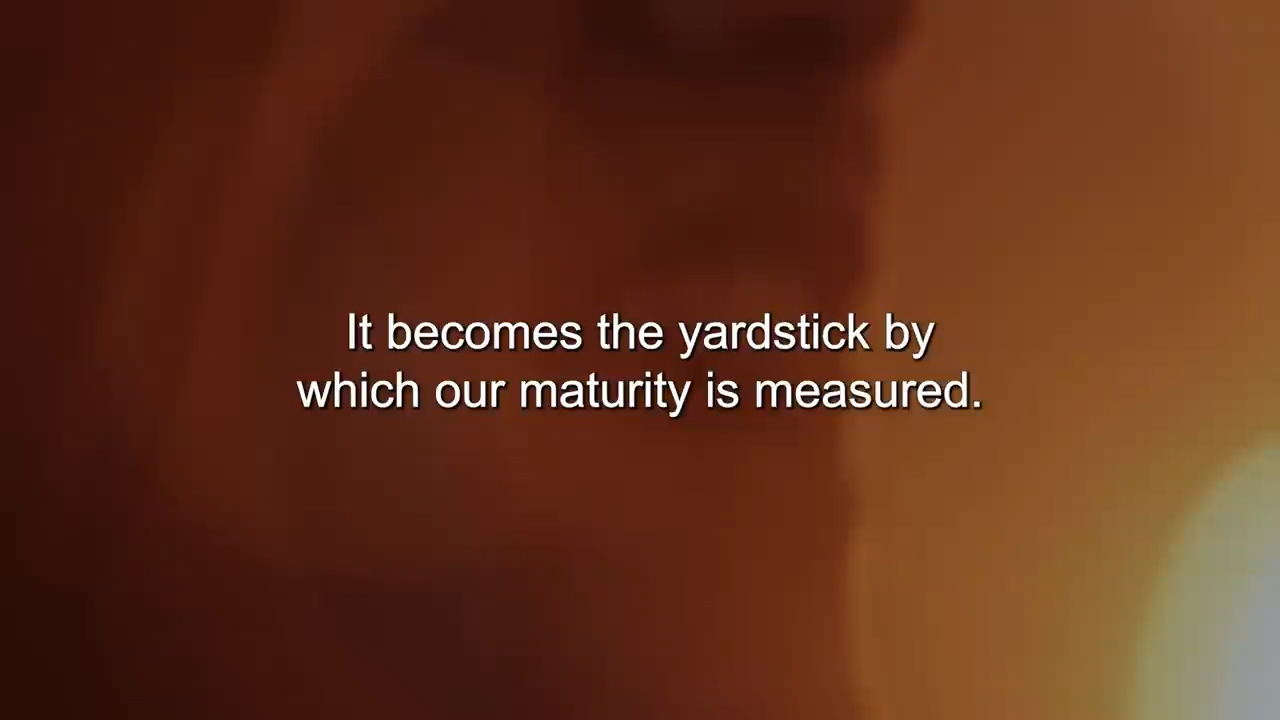 It becomes the yardstick by
which our maturity is measured.